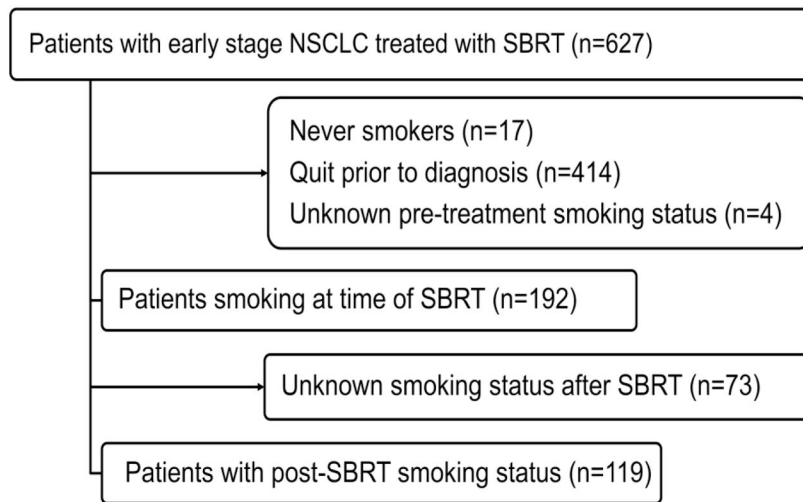 Patients with early stage NSCLC treated with SBRT (n=627)
Never smokers (n=17)
Quit prior to diagnosis (n=414)
Unknown pre-treatment smoking status (n=4)
Patients smoking at time of SBRT (n=192)
Unknown smoking status after SBRT (n=73)
Patients with post-SBRT smoking status (n=119)